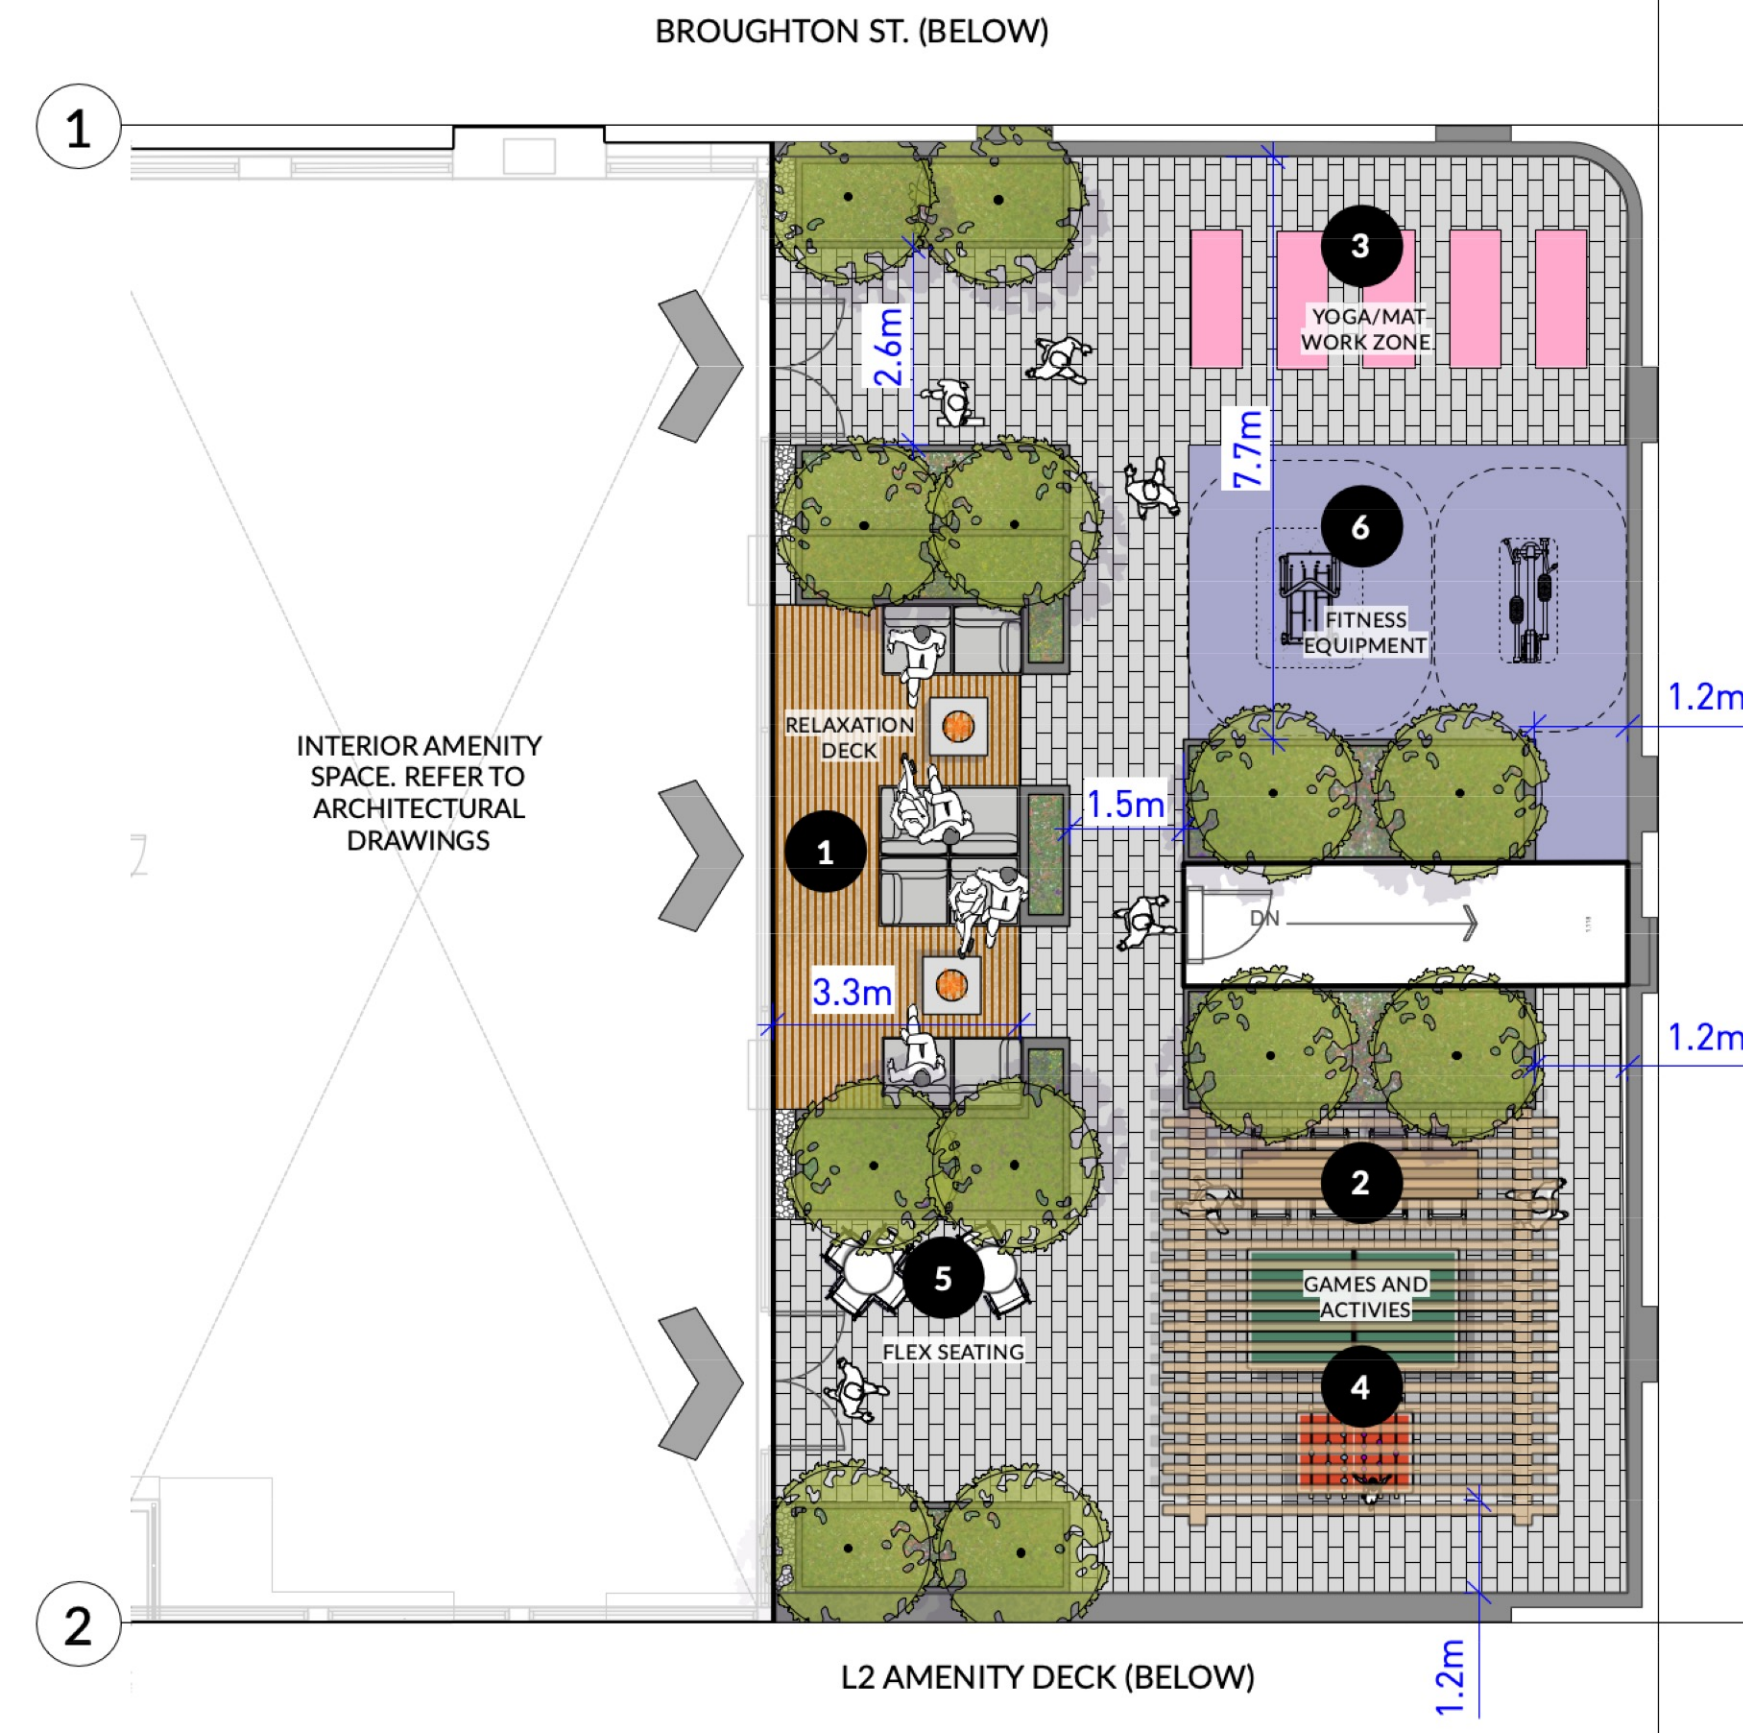 BROUGHTON ST. (BELOW)
1
3
YOGA/MAT
WORK ZONE
2.6m
7.7m
6
FITNESS
EQUIPMENT
1.2m
RELAXATION
DECK
INTERIOR AMENITY
SPACE. REFER TO
ARCHITECTURAL
DRAWINGS
1.5m
1
DN
3.3m
1.2m
2
5
GAMES AND
ACTIVIES
FLEX SEATING
4
2
1.2m
L2 AMENITY DECK (BELOW)